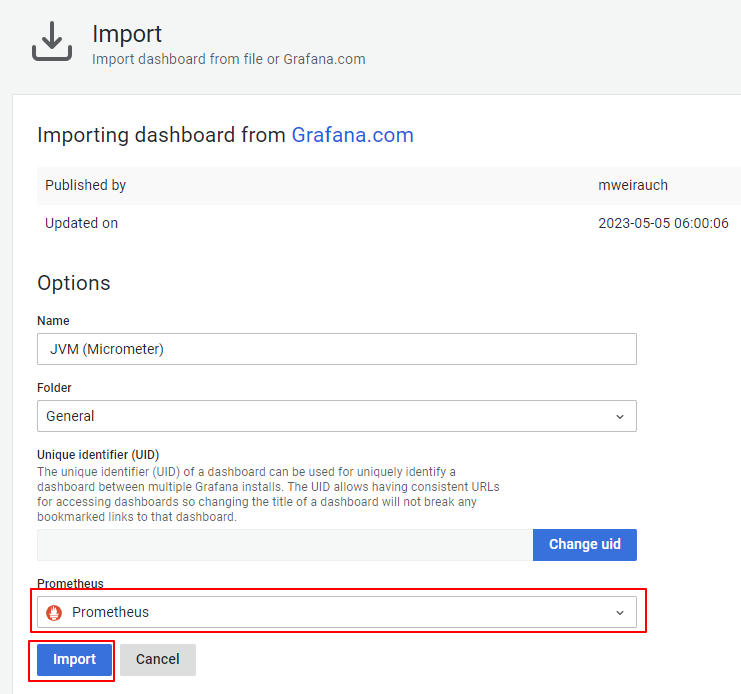 Import
Import dashboard from file or Grafana.com
Importing dashboard from Grafana.com
Published by mweirauch
Updated on 2023-05-05 06:00:06
Options
Name
JVM (Micrometer)
Folder
General
Unique identifier (UID)
The unique identifier (UID) of a dashboard can be used for uniquely identify a
dashboard between multiple Grafana installs. The UID allows having consistent URLs
for accessing dashboards so changing the title of a dashboard will not break any
bookmarked links to that dashboard.
Change uid
Prometheus
Prometheus
Import Cancel